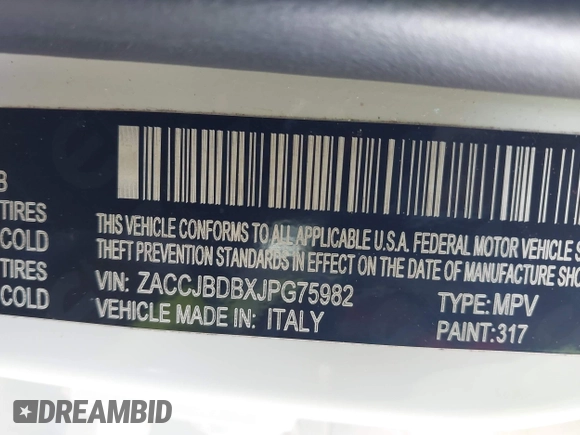 B
TIRES
COLD
TIRES
COLD
THIS VEHICLE CONFORMS TO ALL APPLICABLE U.S.A. FEDERAL MOTOR VEHICLE
THEFT PREVENTION STANDARDS IN EFFECT ON THE DATE OF MANUFACTURE SHO
VIN: ZACCJBDBXJPG75982 TYPE: MPV
VEHICLE MADE IN: ITALY PAINT:317
DREAMBID